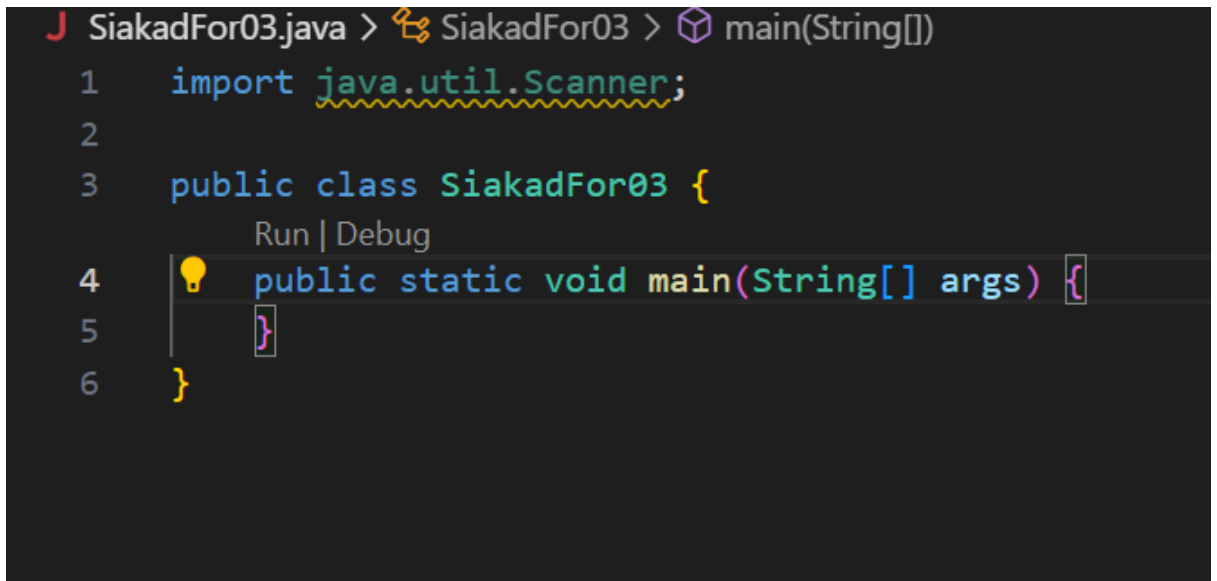 J SiakadFor03.java > SiakadFor03 > main(String[])
1 import java.util.Scanner;
2
3 public class SiakadFor03 {
Run | Debug
4 public static void main(String[] args) {
5 }
6 }